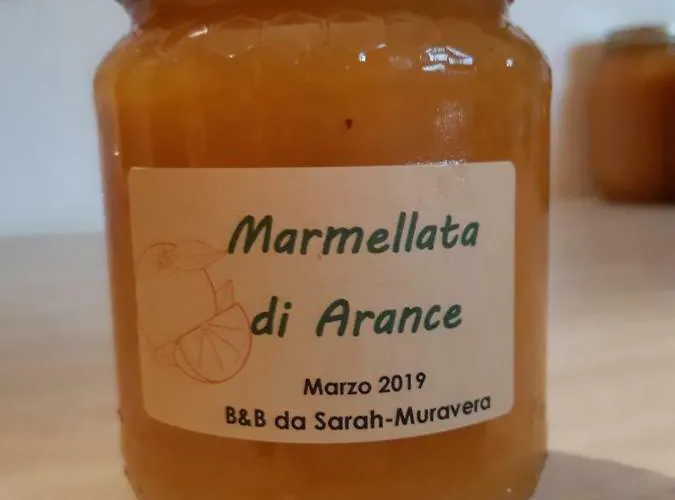 Marmellata
di Arance
Marzo 2019
B&B da Sarah-Muravera